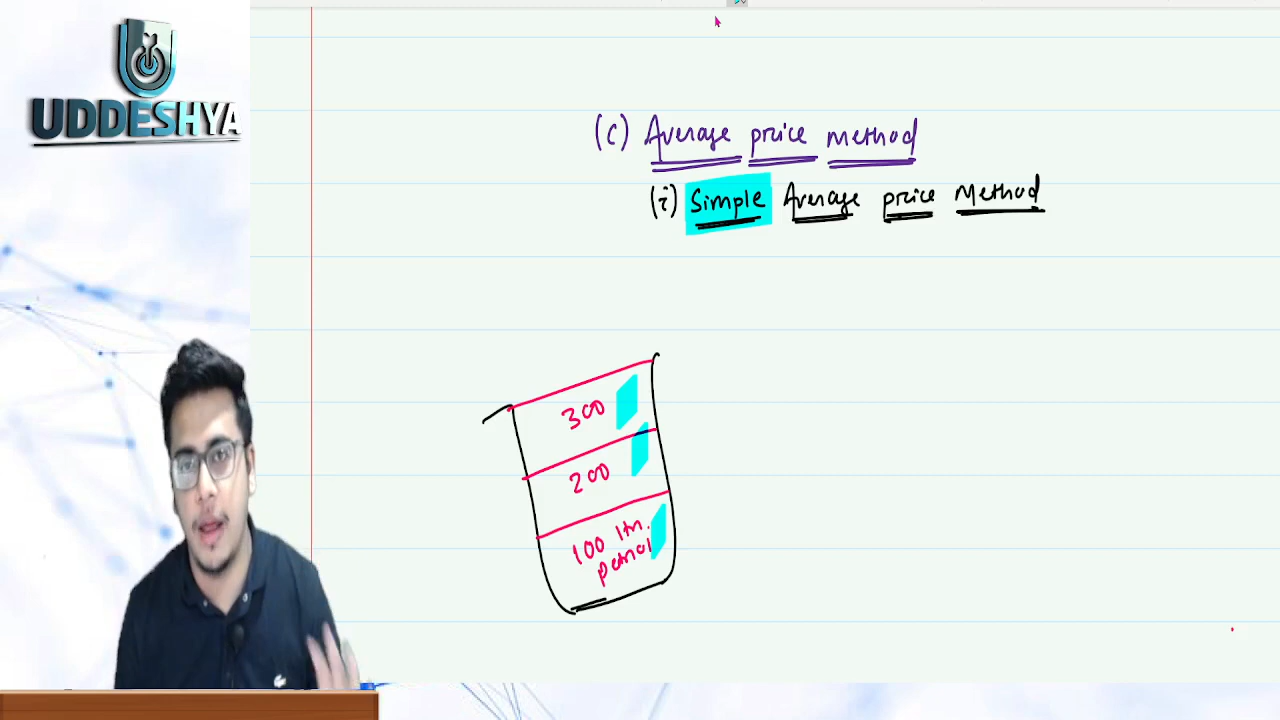 UDDESHYA
(c) Average price method
(i) Simple Average price Method
300
200
100 ltr.
petrol